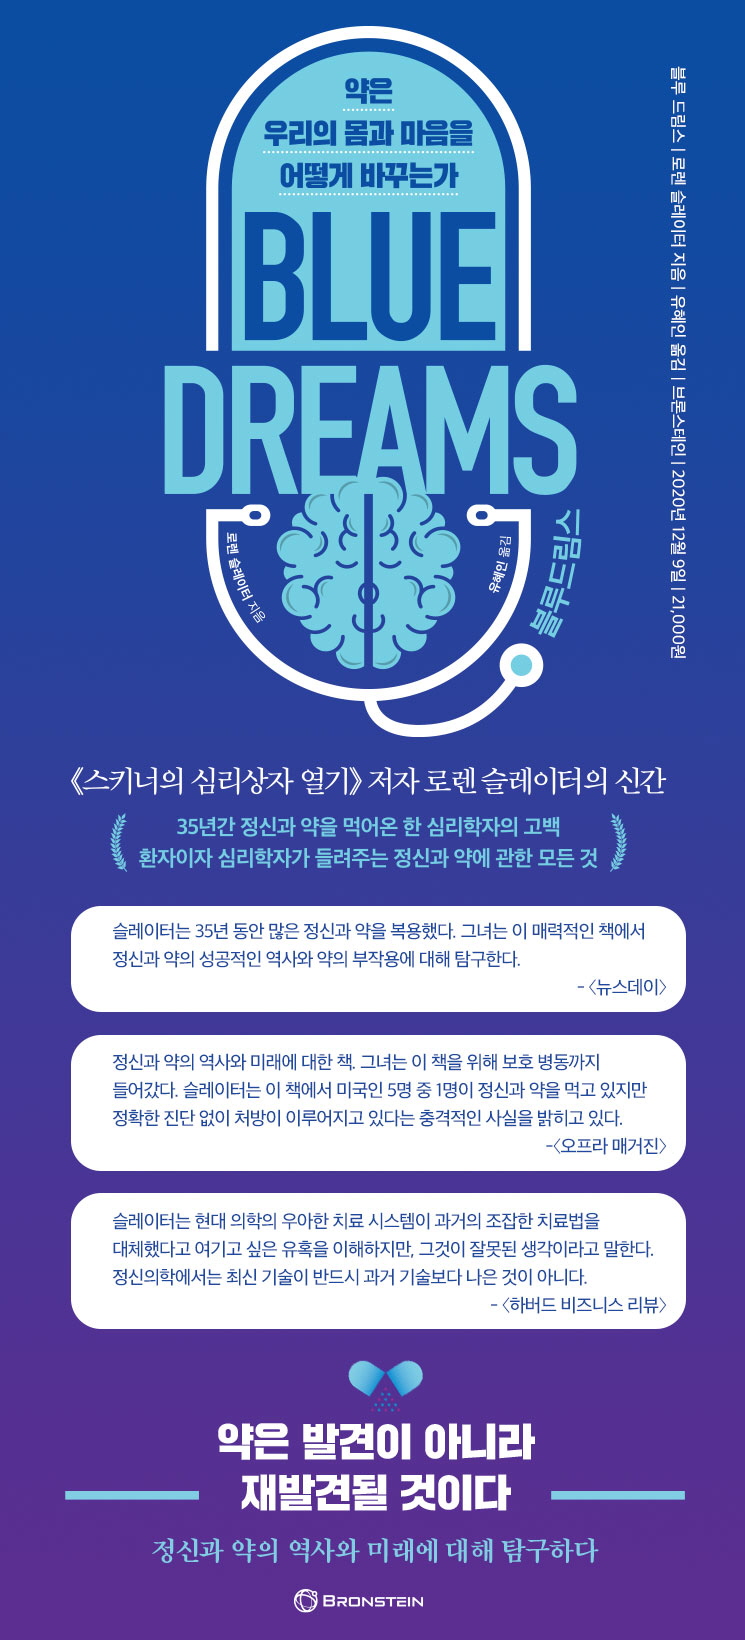 약은
우리의 몸과 마음을
어떻게 바꾸는가
BLUE
DREAMS
로렌 슬레이터 지음
유혜인 옮김
블루드림스
블루 드림스 | 로렌 슬레이터 지음 | 유혜인 옮김 | 브론스테인 | 2020년 12월 9일 | 21,000원
《스키너의 심리상자 열기》 저자 로렌 슬레이터의 신간
35년간 정신과 약을 먹어온 한 심리학자의 고백
환자이자 심리학자가 들려주는 정신과 약에 관한 모든 것
슬레이터는 35년 동안 많은 정신과 약을 복용했다. 그녀는 이 매력적인 책에서
정신과 약의 성공적인 역사와 약의 부작용에 대해 탐구한다.
- 〈뉴스데이〉
정신과 약의 역사와 미래에 대한 책. 그녀는 이 책을 위해 보호 병동까지
들어갔다. 슬레이터는 이 책에서 미국인 5명 중 1명이 정신과 약을 먹고 있지만
정확한 진단 없이 처방이 이루어지고 있다는 충격적인 사실을 밝히고 있다.
-〈오프라 매거진〉
슬레이터는 현대 의학의 우아한 치료 시스템이 과거의 조잡한 치료법을
대체했다고 여기고 싶은 유혹을 이해하지만, 그것이 잘못된 생각이라고 말한다.
정신의학에서는 최신 기술이 반드시 과거 기술보다 나은 것이 아니다.
- 〈하버드 비즈니스 리뷰〉
약은 발견이 아니라
재발견될 것이다
정신과 약의 역사와 미래에 대해 탐구하다
BRONSTEIN